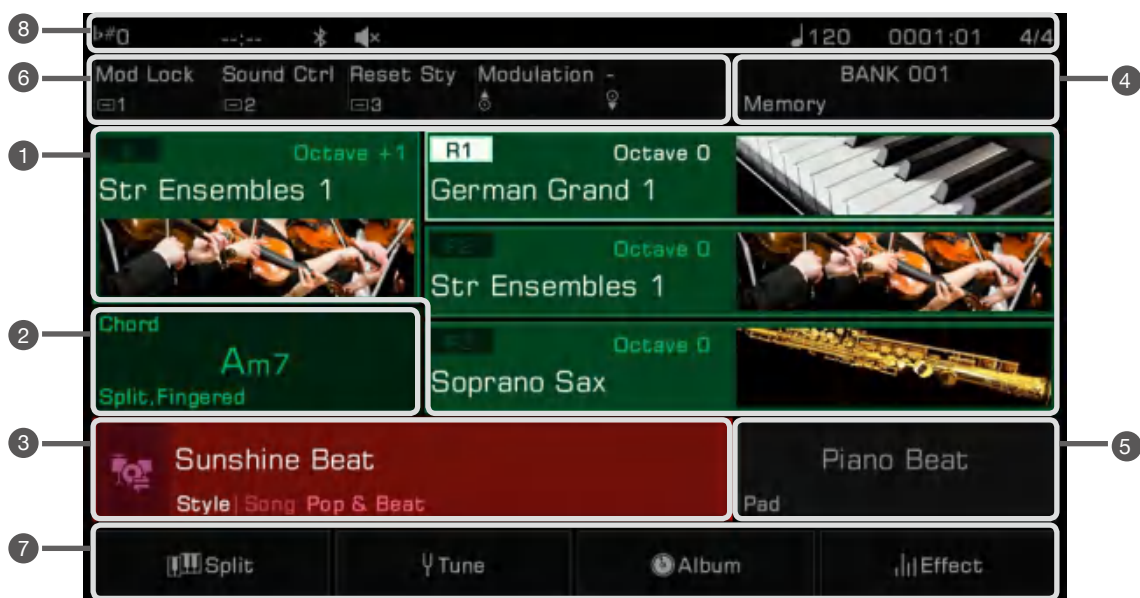 8
♭♯0 --:-- ♩120 0001:01 4/4
6
Mod Lock Sound Ctrl Reset Sty Modulation -
1 2 3
BANK 001
Memory
4
1
Octave +1
Str Ensembles 1
R1 Octave 0
German Grand 1
Octave 0
Str Ensembles 1
Octave 0
Soprano Sax
2
Chord
Am7
Split,Fingered
3
Sunshine Beat
Style|Song Pop & Beat
Piano Beat
Pad
5
7
Split Tune Album Effect